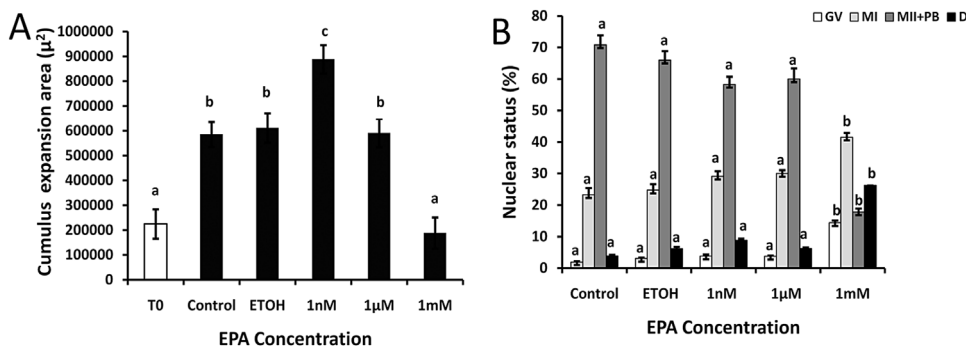 A
Cumulus expansion area (µ²)
1000000
900000
800000
700000
600000
500000
400000
300000
200000
100000
0
a
b
b
c
b
a
T0 Control ETOH 1nM 1µM 1mM
EPA Concentration
B
GV MI MII+PB D
Nuclear status (%)
80
70
60
50
40
30
20
10
0
a a a a
a a a a
a a a a
a a a a
b b b b
Control ETOH 1nM 1µM 1mM
EPA Concentration